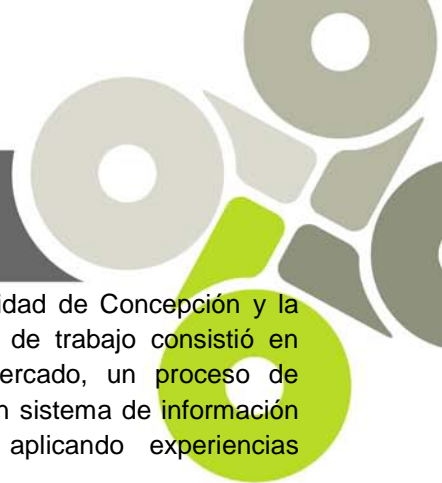 idad de Concepción y la
de trabajo consistió en
ercado, un proceso de
n sistema de información
aplicando experiencias